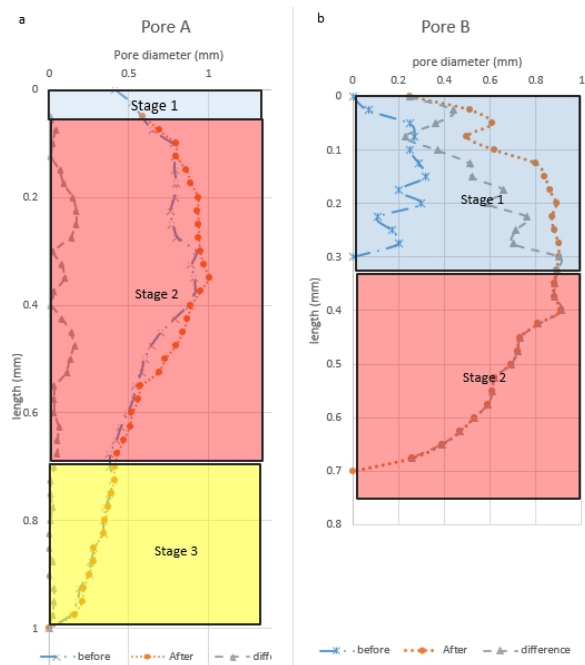 a
Pore A
Pore diameter (mm)
0
0.5
1
0
0.2
0.4
0.6
0.8
1
length (mm)
Stage 1
Stage 2
Stage 3
before
After
diffe
b
Pore B
pore diameter (mm)
0
0.2
0.4
0.6
0.8
1
0
0.1
0.2
0.3
0.4
0.5
0.6
0.7
0.8
length (mm)
Stage 1
Stage 2
before
After
difference